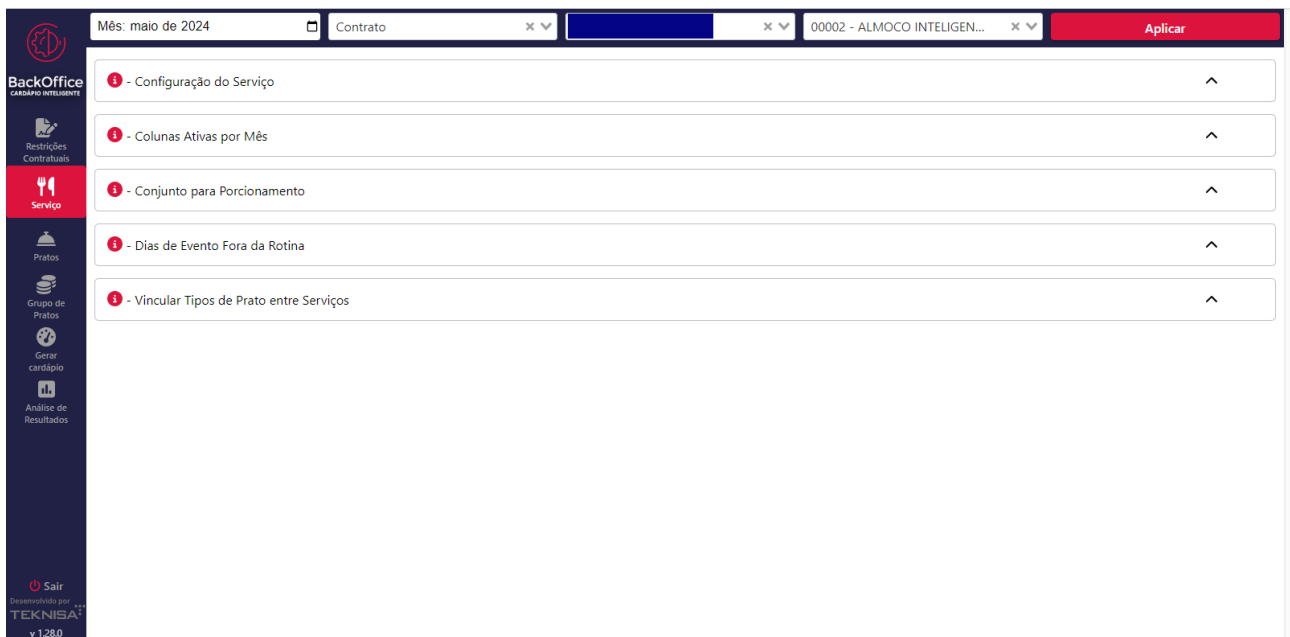 Mês: maio de 2024
Contrato
00002 - ALMOCO INTELIGEN...
Aplicar
BackOffice
CARDÁPIO INTELIGENTE
Restrições
Contratuais
Serviço
Pratos
Grupo de
Pratos
Gerar
cardápio
Análise de
Resultados
Sair
Desenvolvido por
TEKNISA
v 1.28.0
- Configuração do Serviço
- Colunas Ativas por Mês
- Conjunto para Porcionamento
- Dias de Evento Fora da Rotina
- Vincular Tipos de Prato entre Serviços